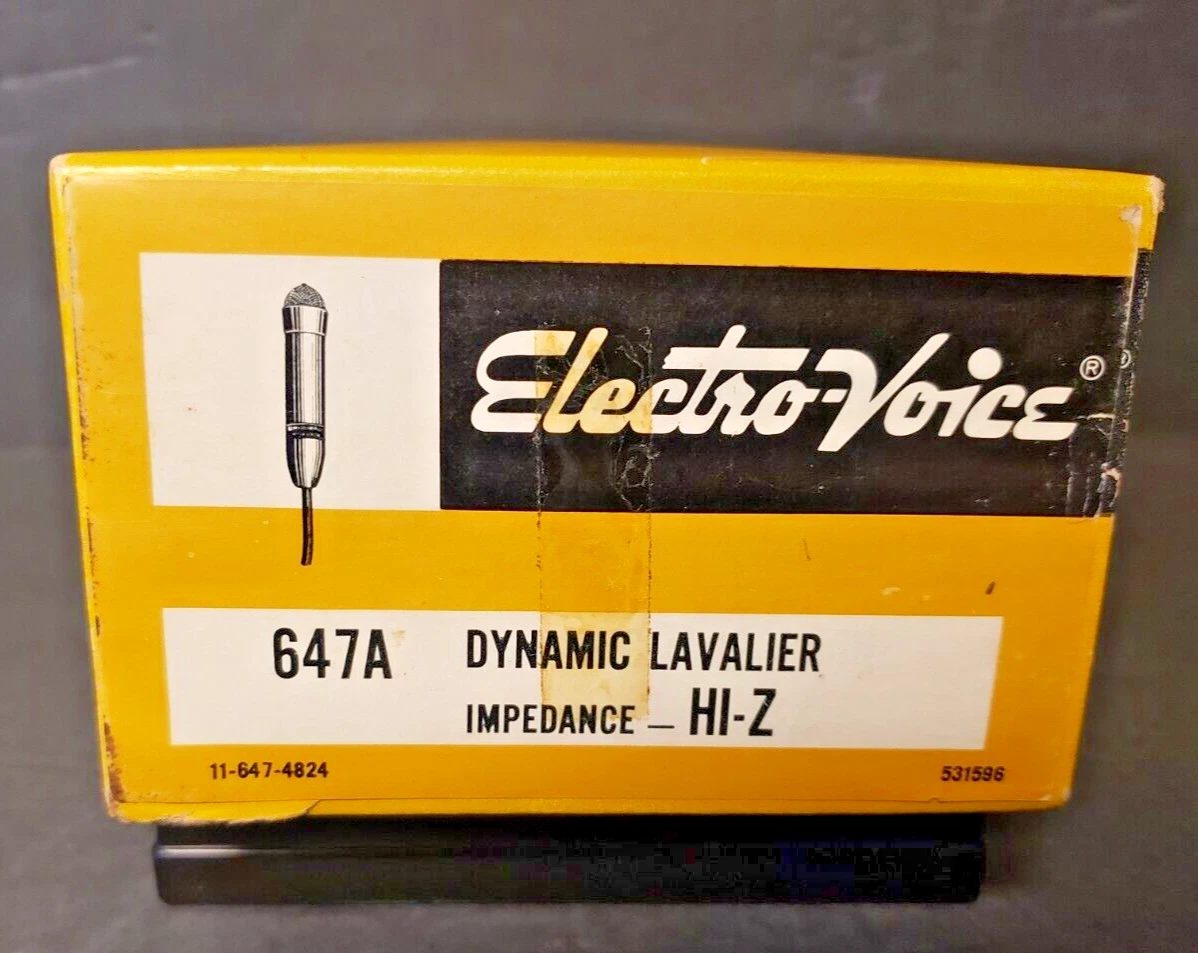 Electro-Voice®
647A DYNAMIC LAVALIER
IMPEDANCE — HI-Z
11-647-4824
531596